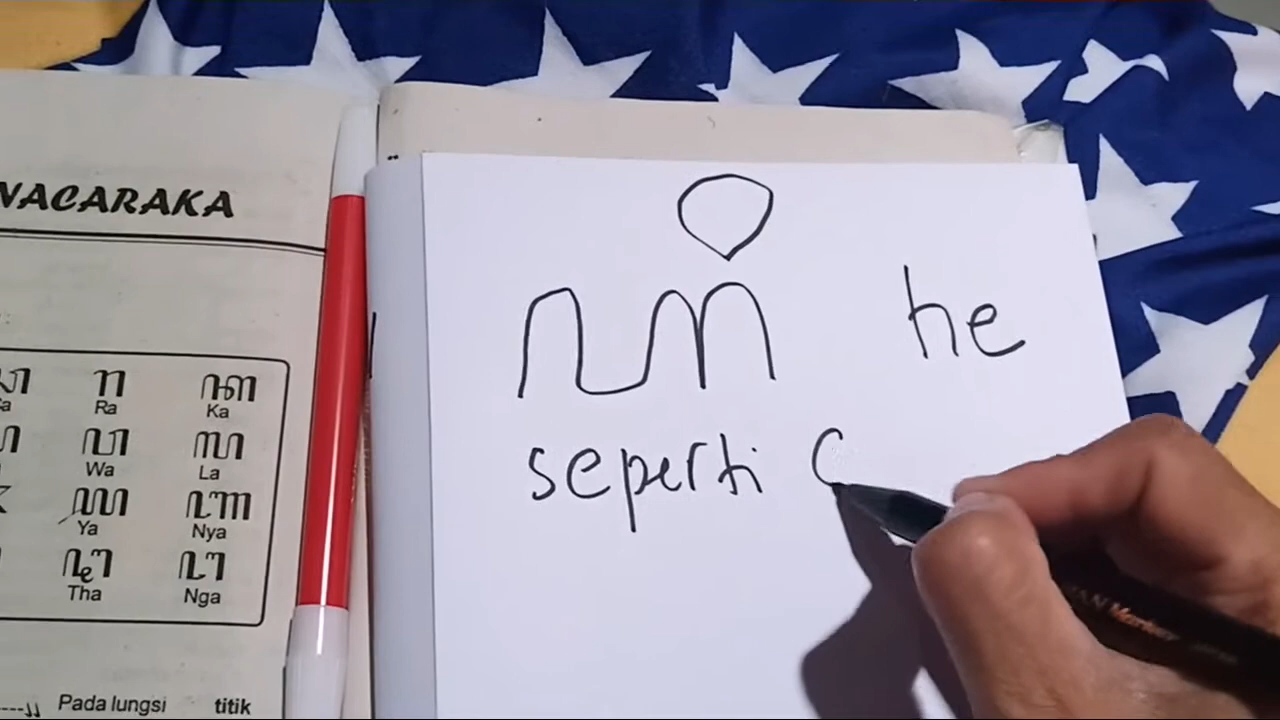 NACARAKA
ꦫ ꦏ
Ra Ka
ꦮ ꦭ
Wa La
ꦪ ꦚ
Ya Nya
ꦛ ꦔ
Tha Nga
Pada lungsi titik
ꦲꦼ he
seperti